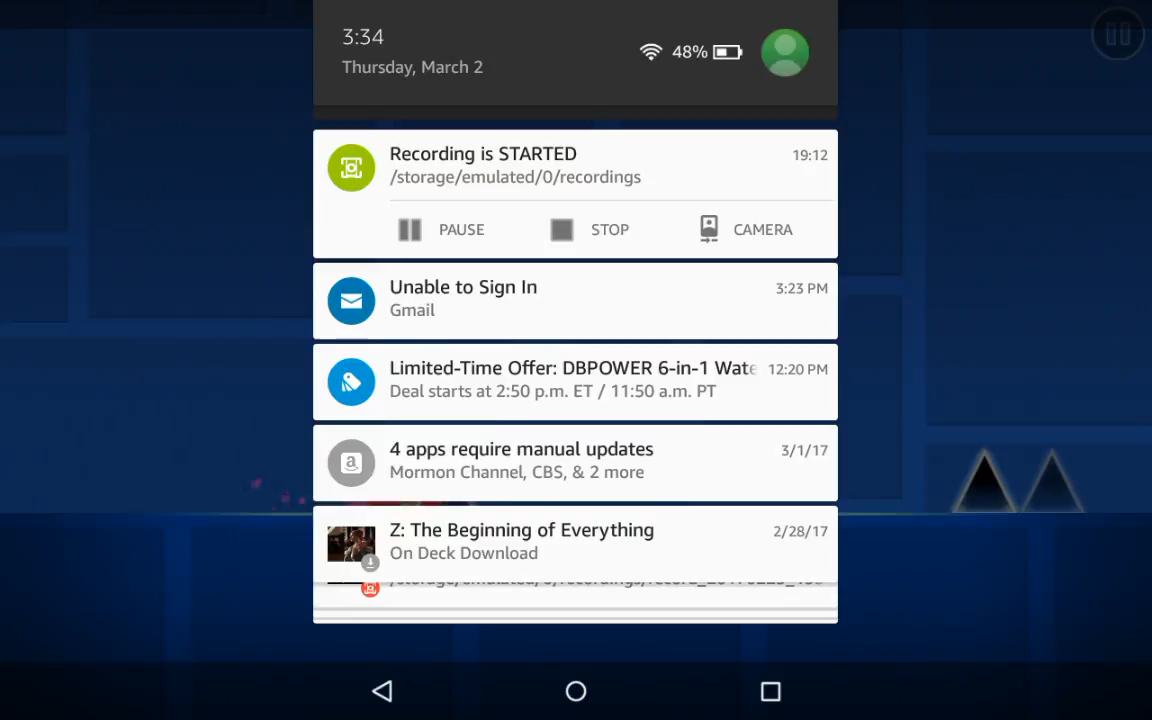 3:34
48%
Thursday, March 2
Recording is STARTED 19:12
/storage/emulated/0/recordings
PAUSE STOP CAMERA
Unable to Sign In 3:23 PM
Gmail
Limited-Time Offer: DBPOWER 6-in-1 Wate 12:20 PM
Deal starts at 2:50 p.m. ET / 11:50 a.m. PT
4 apps require manual updates 3/1/17
a
Mormon Channel, CBS, & 2 more
Z: The Beginning of Everything 2/28/17
On Deck Download